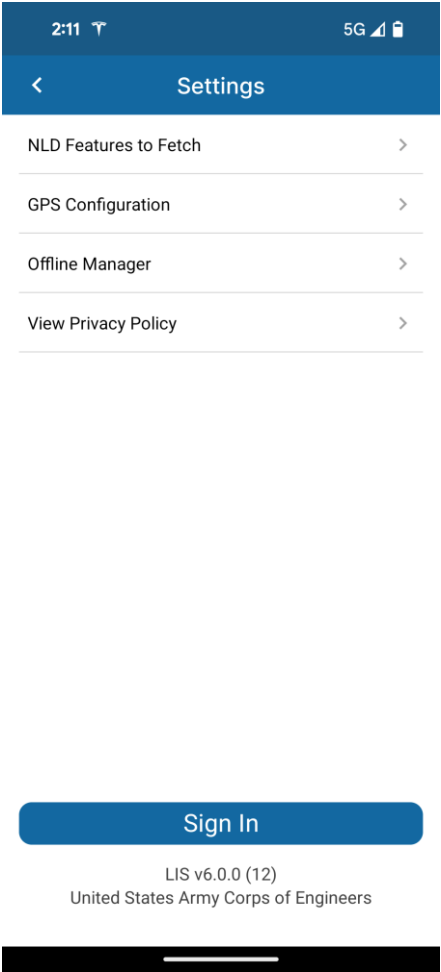 2:11 5G
Settings
NLD Features to Fetch
GPS Configuration
Offline Manager
View Privacy Policy
Sign In
LIS v6.0.0 (12)
United States Army Corps of Engineers